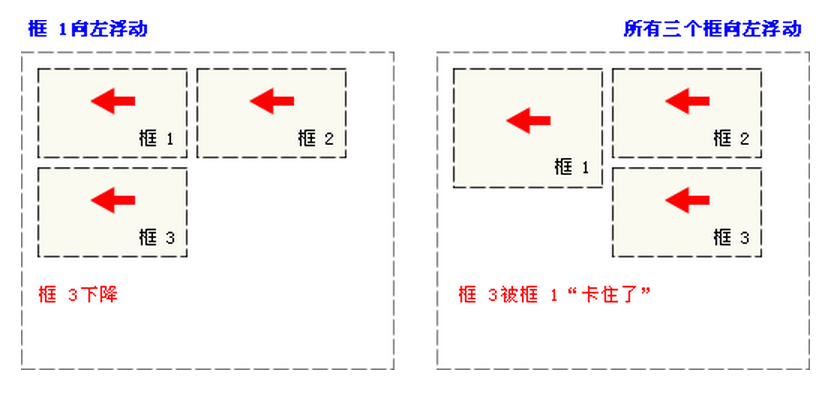 框 1向左浮动
所有三个框向左浮动
框 1
框 2
框 3
框 3下降
框 1
框 2
框 3
框 3被框 1“卡住了”